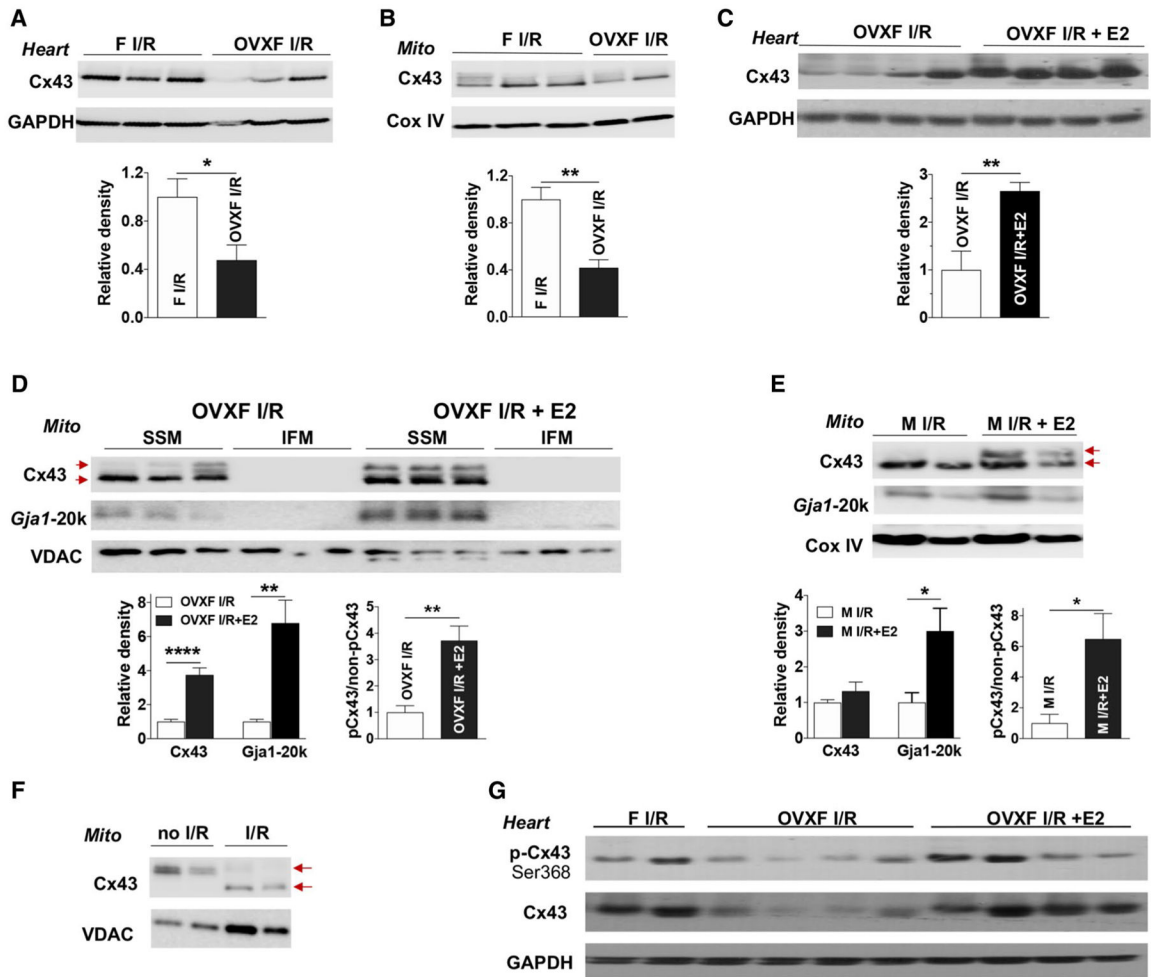 A
Heart
F I/R
OVXF I/R
Cx43
GAPDH
Relative density
1.2
0.8
0.4
0.0
*
F I/R
OVXF I/R
B
Mito
F I/R
OVXF I/R
Cx43
Cox IV
Relative density
1.2
0.8
0.4
0.0
**
F I/R
OVXF I/R
C
Heart
OVXF I/R
OVXF I/R + E2
Cx43
GAPDH
Relative density
3
2
1
0
**
OVXF I/R
OVXF I/R+E2
D
Mito
OVXF I/R
OVXF I/R + E2
SSM
IFM
SSM
IFM
Cx43
Gja1-20k
VDAC
Relative density
8
6
4
2
0
OVXF I/R
OVXF I/R+E2
****
**
Cx43
Gja1-20k
pCx43/non-pCx43
5
4
3
2
1
0
**
OVXF I/R
OVXF I/R +E2
E
Mito
M I/R
M I/R + E2
Cx43
Gja1-20k
Cox IV
Relative density
4
3
2
1
0
M I/R
M I/R+E2
*
Cx43
Gja1-20k
pCx43/non-pCx43
8
6
4
2
0
*
M I/R
M I/R+E2
F
Mito
no I/R
I/R
Cx43
VDAC
G
Heart
F I/R
OVXF I/R
OVXF I/R +E2
p-Cx43
Ser368
Cx43
GAPDH